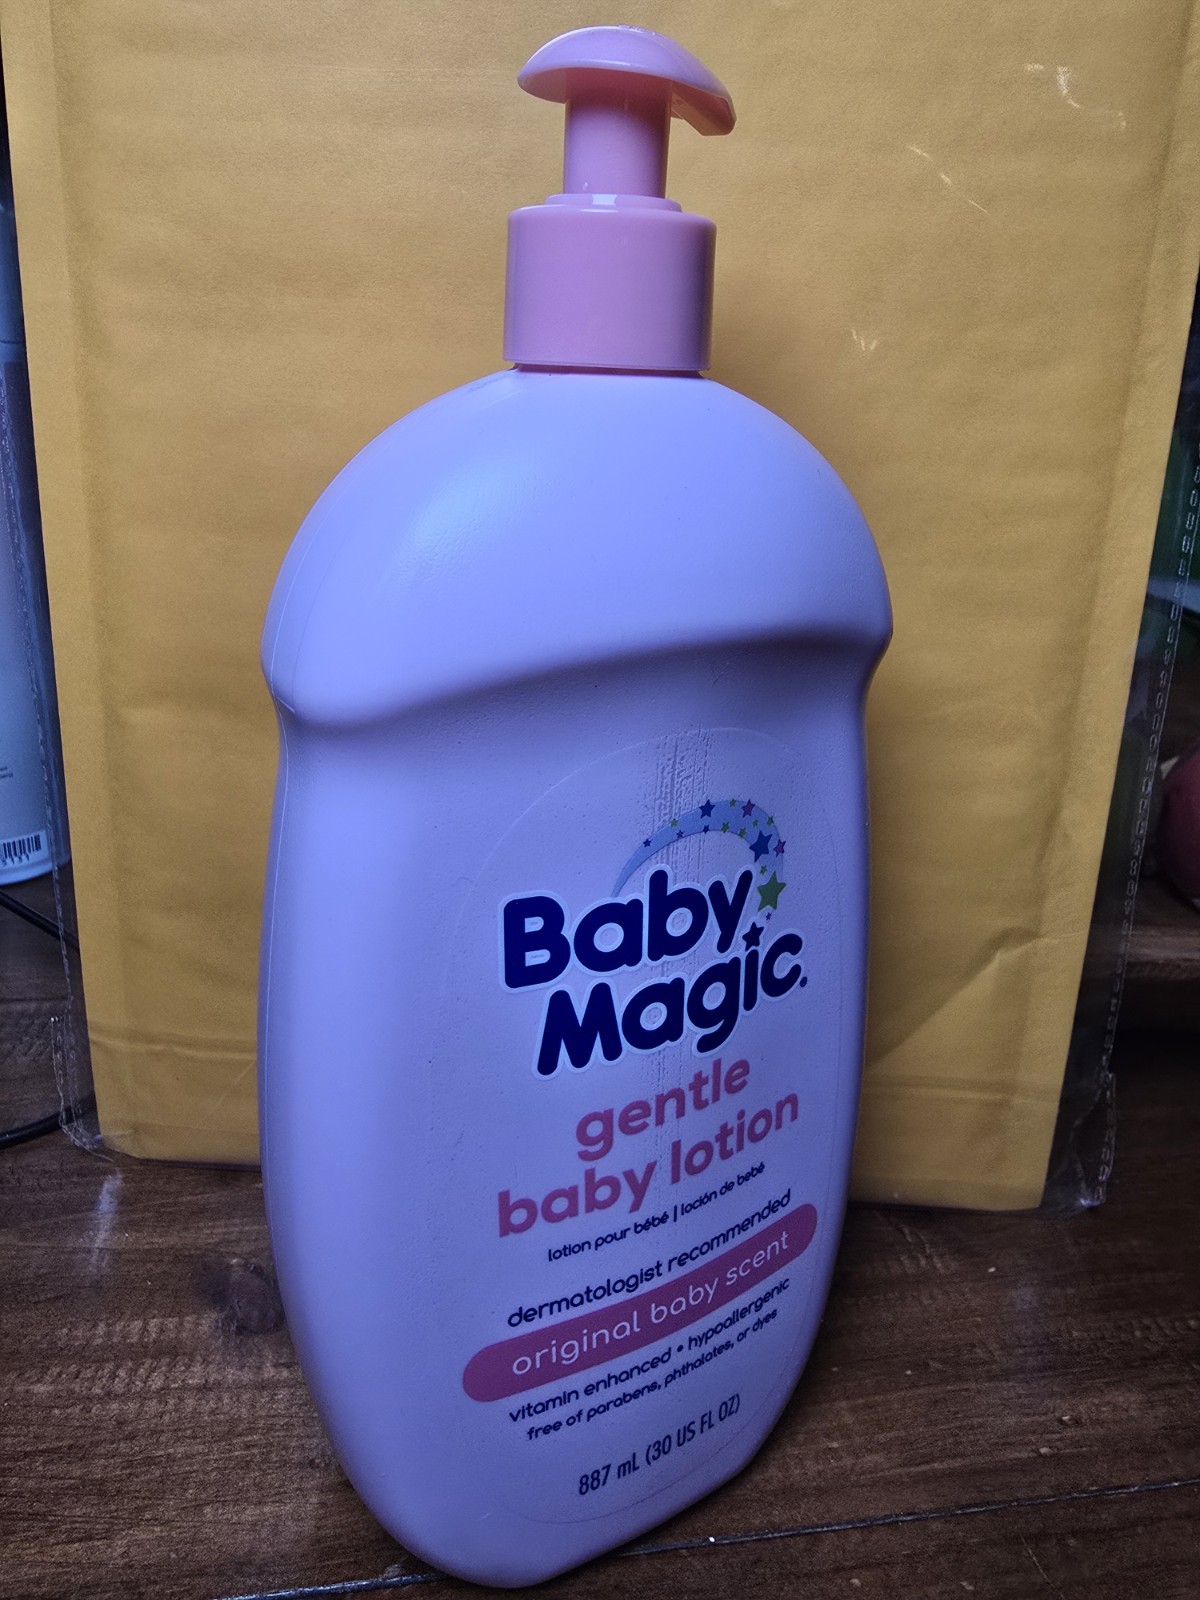 Baby
Magic
gentle
baby lotion
lotion pour bébé | loción de bebé
dermatologist recommended
original baby scent
vitamin enhanced • hypoallergenic
free of parabens, phthalates, or dyes
887 mL (30 US FL OZ)